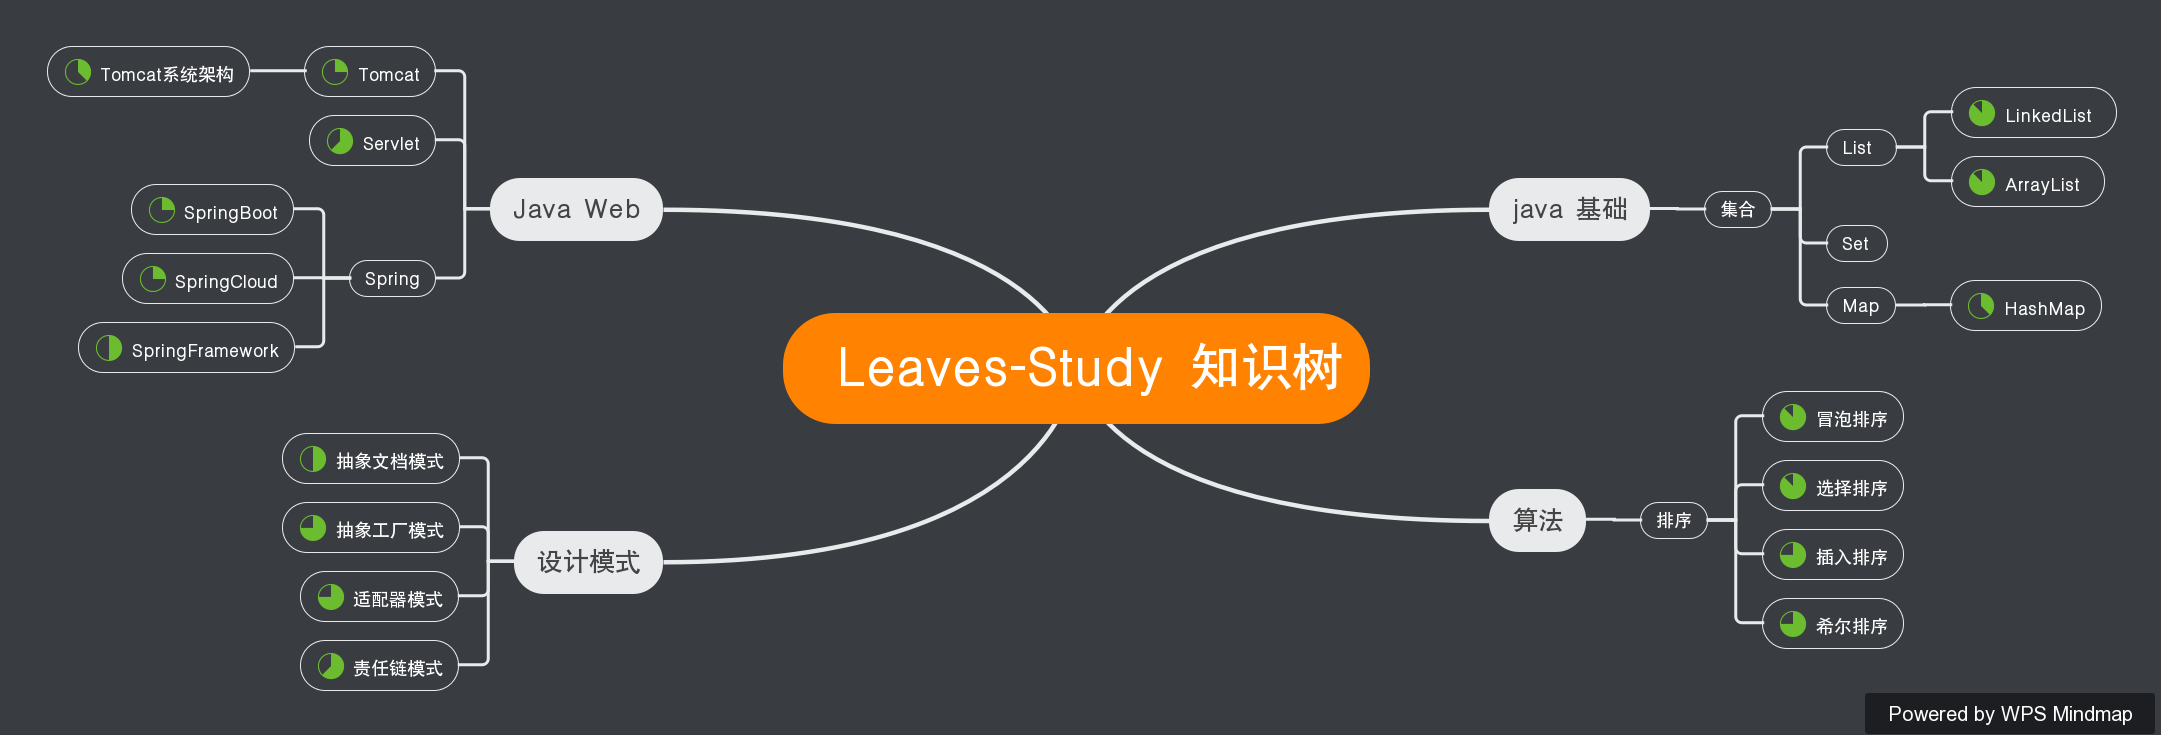 Leaves-Study 知识树
Java Web
Tomcat
Tomcat系统架构
Servlet
Spring
SpringBoot
SpringCloud
SpringFramework
设计模式
抽象文档模式
抽象工厂模式
适配器模式
责任链模式
java 基础
集合
List
LinkedList
ArrayList
Set
Map
HashMap
算法
排序
冒泡排序
选择排序
插入排序
希尔排序
Powered by WPS Mindmap